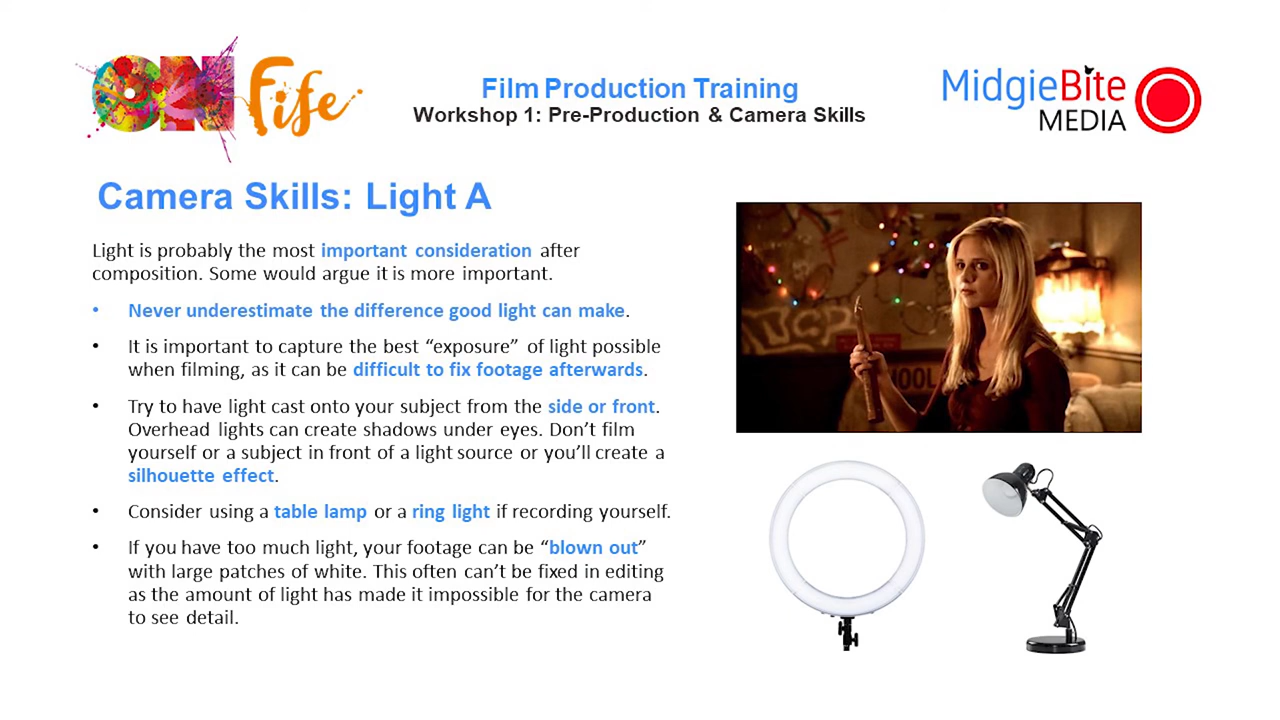 ON Fife
Film Production Training
Workshop 1: Pre-Production & Camera Skills
MidgieBite
MEDIA
Camera Skills: Light A
Light is probably the most important consideration after
composition. Some would argue it is more important.
• Never underestimate the difference good light can make.
• It is important to capture the best “exposure” of light possible
when filming, as it can be difficult to fix footage afterwards.
• Try to have light cast onto your subject from the side or front.
Overhead lights can create shadows under eyes. Don’t film
yourself or a subject in front of a light source or you’ll create a
silhouette effect.
• Consider using a table lamp or a ring light if recording yourself.
• If you have too much light, your footage can be “blown out”
with large patches of white. This often can’t be fixed in editing
as the amount of light has made it impossible for the camera
to see detail.